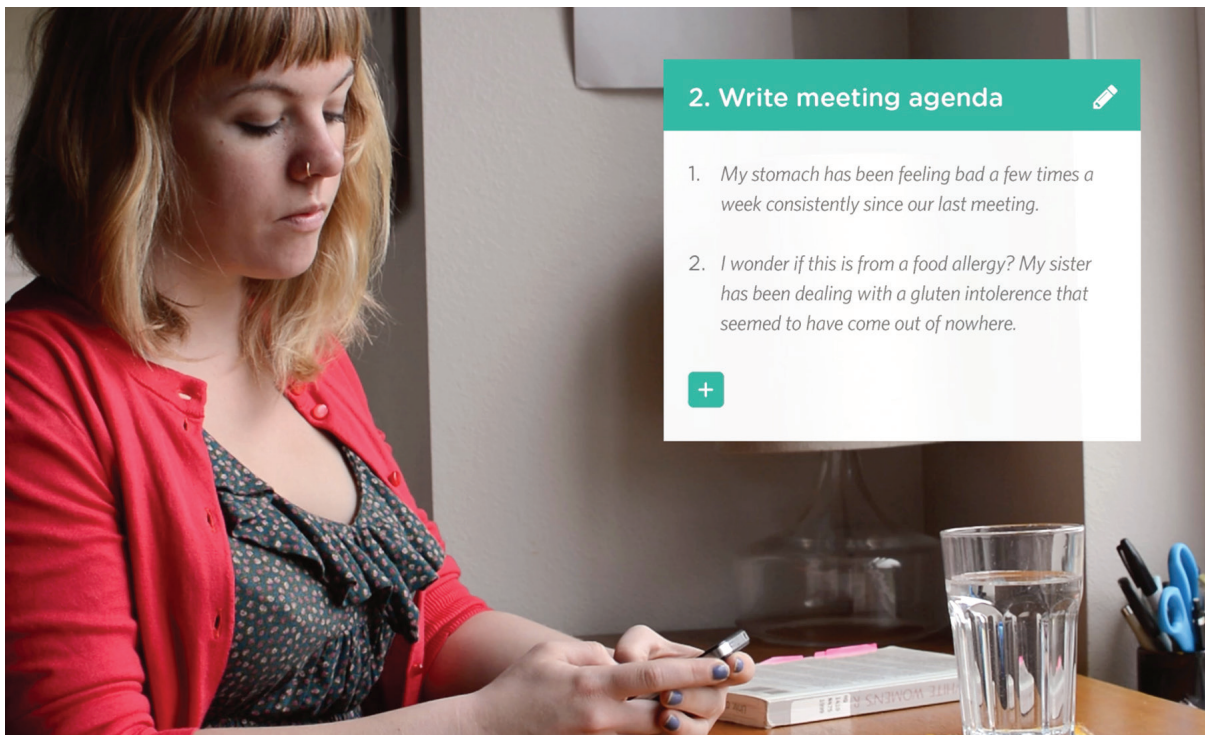 2. Write meeting agenda
1. My stomach has been feeling bad a few times a
week consistently since our last meeting.
2. I wonder if this is from a food allergy? My sister
has been dealing with a gluten intolerence that
seemed to have come out of nowhere.
+
WOMENS